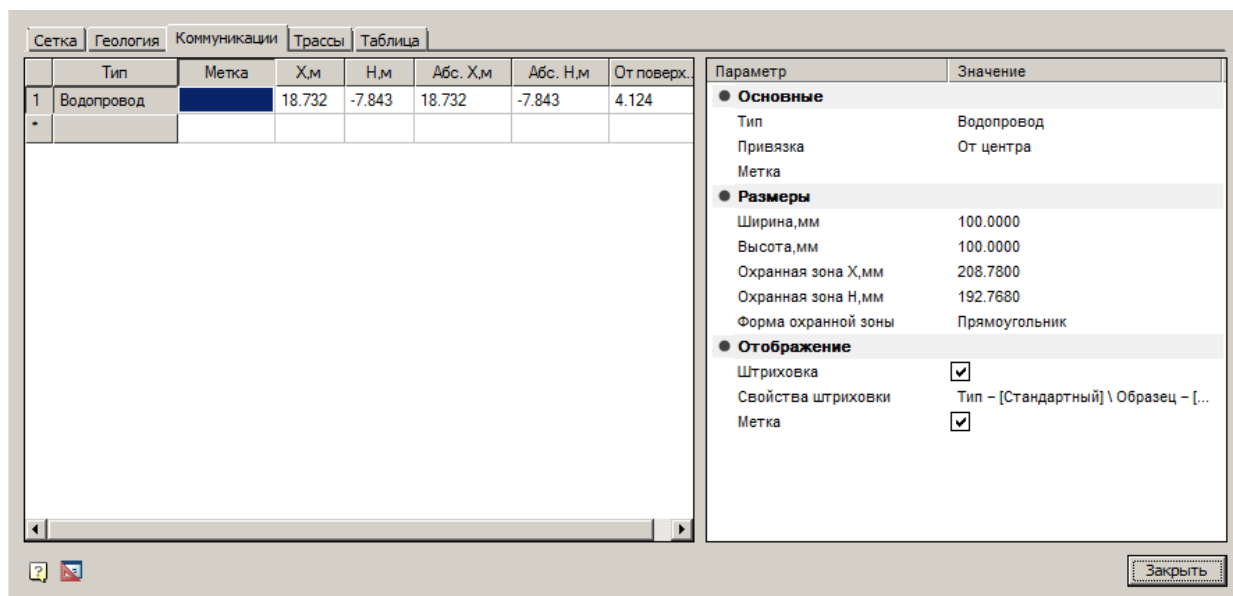 Сетка Геология Коммуникации Трассы Таблица
Тип Метка X,м H,м Абс. X,м Абс. H,м От поверх..
1 Водопровод 18.732 -7.843 18.732 -7.843 4.124
*
Параметр Значение
Основные
Тип Водопровод
Привязка От центра
Метка
Размеры
Ширина,мм 100.0000
Высота,мм 100.0000
Охранная зона X,мм 208.7800
Охранная зона H,мм 192.7680
Форма охранной зоны Прямоугольник
Отображение
Штриховка
Свойства штриховки Тип – [Стандартный] \ Образец – [...
Метка
?
Закрыть